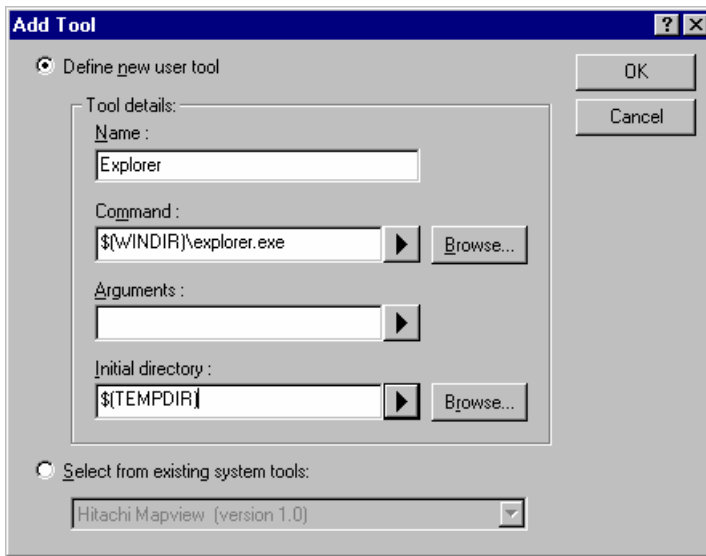 Add Tool
Define new user tool
OK
Cancel
Tool details:
Name :
Explorer
Command :
$(WINDIR)\explorer.exe
Browse...
Arguments :
Initial directory :
$(TEMPDIR)
Browse...
Select from existing system tools:
Hitachi Mapview (version 1.0)